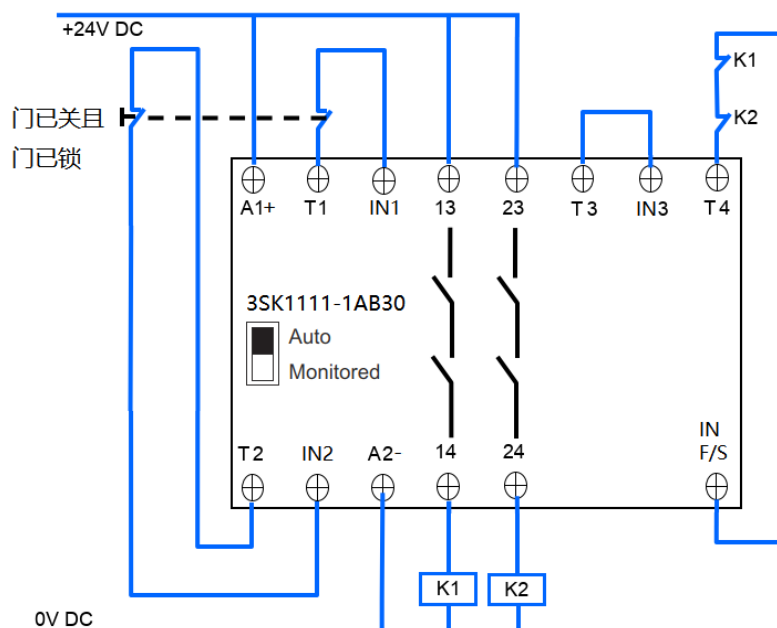 +24V DC
K1
K2
门已关且
门已锁
A1+ T1 IN1 13 23 T3 IN3 T4
3SK1111-1AB30
Auto
Monitored
T2 IN2 A2- 14 24 IN
F/S
K1 K2
0V DC